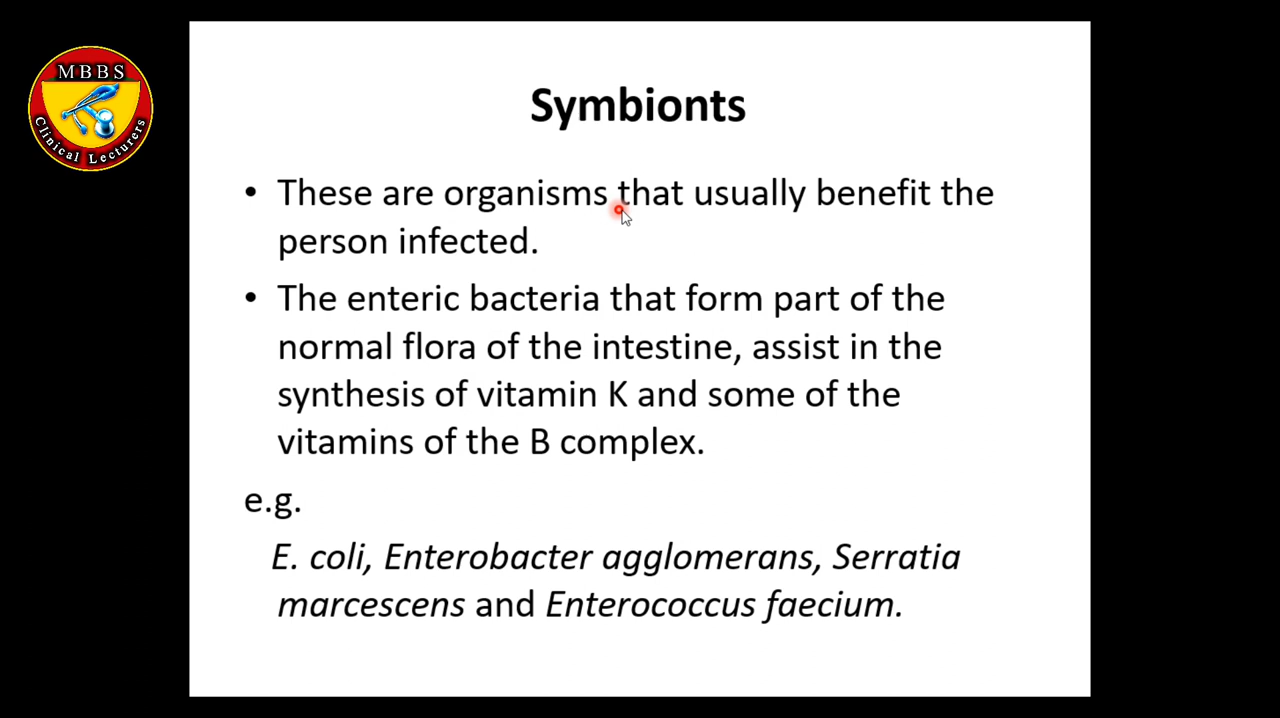 MBBS
Clinical Lecturers
Symbionts
• These are organisms that usually benefit the
person infected.
• The enteric bacteria that form part of the
normal flora of the intestine, assist in the
synthesis of vitamin K and some of the
vitamins of the B complex.
e.g.
E. coli, Enterobacter agglomerans, Serratia
marcescens and Enterococcus faecium.